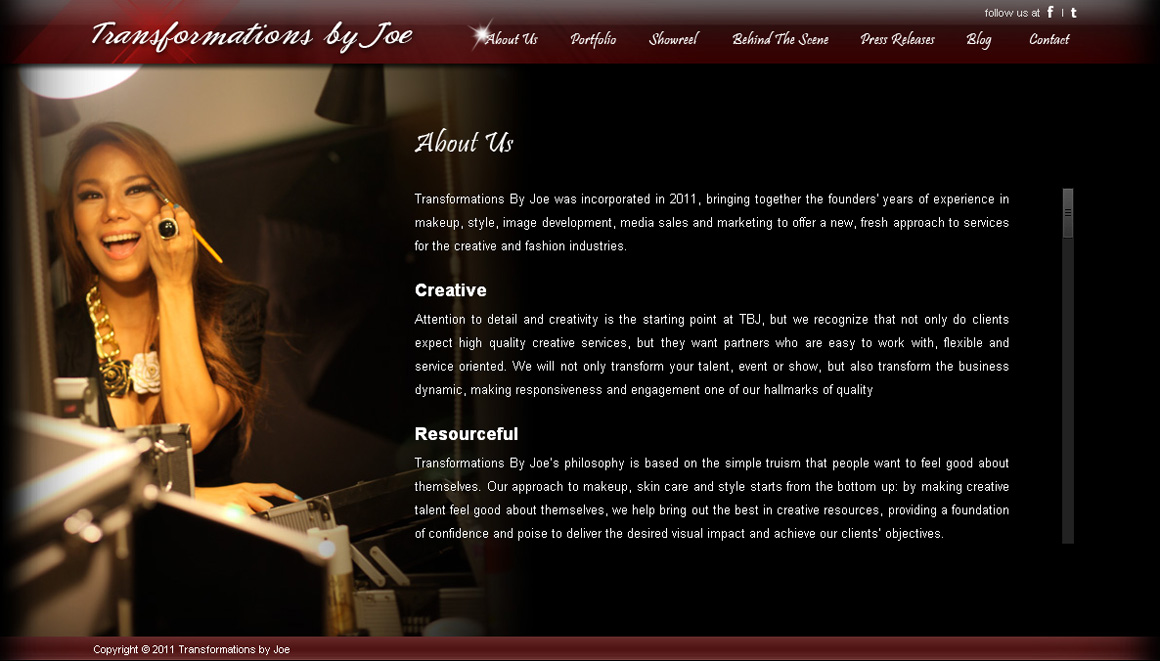 follow us at f | t
Transformations by Joe
About Us Portfolio Showreel Behind The Scene Press Releases Blog Contact
About Us
Transformations By Joe was incorporated in 2011, bringing together the founders' years of experience in
makeup, style, image development, media sales and marketing to offer a new, fresh approach to services
for the creative and fashion industries.
Creative
Attention to detail and creativity is the starting point at TBJ, but we recognize that not only do clients
expect high quality creative services, but they want partners who are easy to work with, flexible and
service oriented. We will not only transform your talent, event or show, but also transform the business
dynamic, making responsiveness and engagement one of our hallmarks of quality
Resourceful
Transformations By Joe's philosophy is based on the simple truism that people want to feel good about
themselves. Our approach to makeup, skin care and style starts from the bottom up: by making creative
talent feel good about themselves, we help bring out the best in creative resources, providing a foundation
of confidence and poise to deliver the desired visual impact and achieve our clients' objectives.
Copyright © 2011 Transformations by Joe